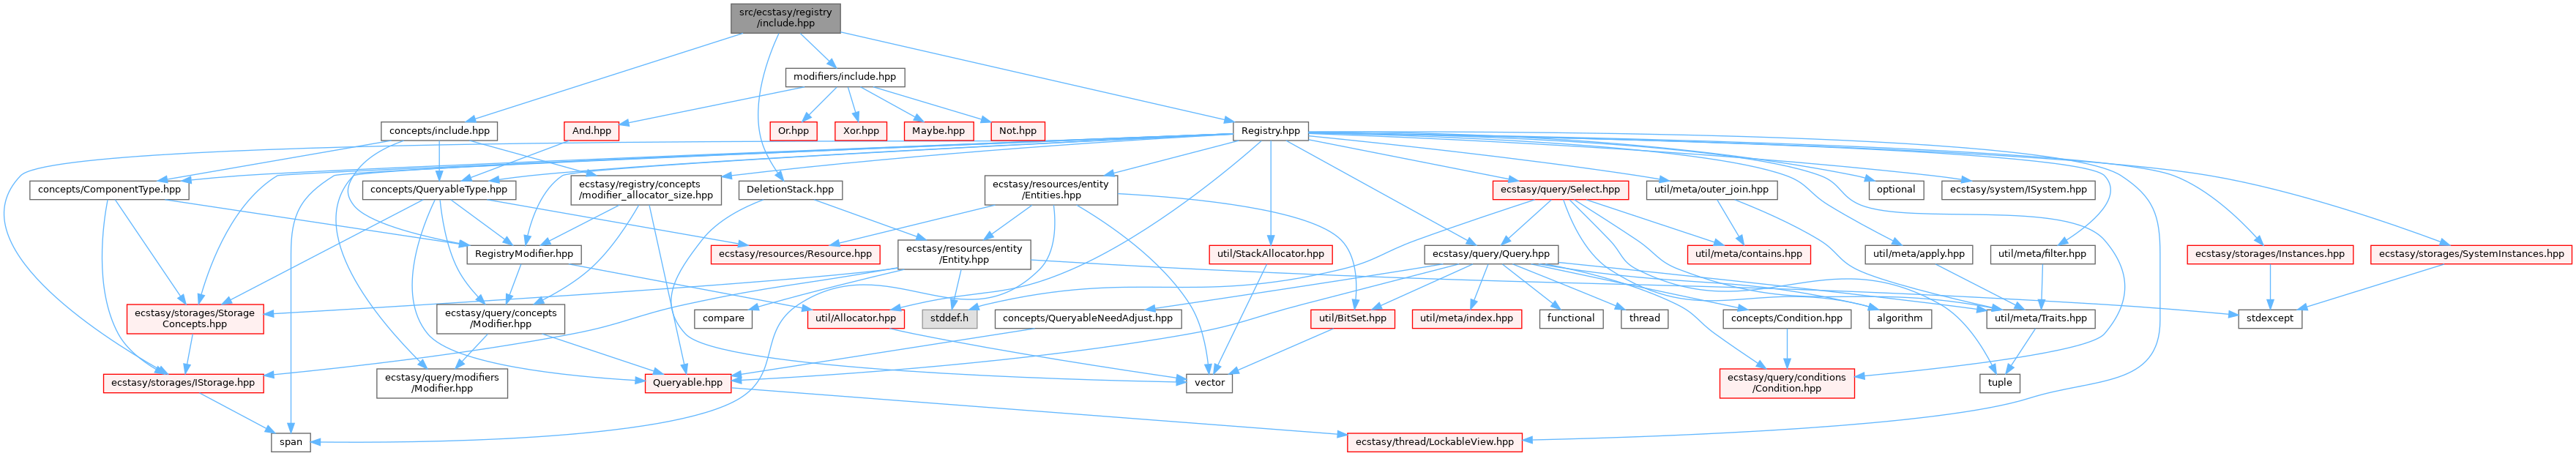 src/ecstasy/registry
/include.hpp
modifiers/include.hpp
concepts/include.hpp
And.hpp
Or.hpp
Xor.hpp
Maybe.hpp
Not.hpp
Registry.hpp
concepts/ComponentType.hpp
concepts/QueryableType.hpp
ecstasy/registry/concepts
/modifier_allocator_size.hpp
DeletionStack.hpp
ecstasy/resources/entity
/Entities.hpp
ecstasy/query/Select.hpp
util/meta/outer_join.hpp
optional
ecstasy/system/ISystem.hpp
RegistryModifier.hpp
ecstasy/resources/Resource.hpp
ecstasy/resources/entity
/Entity.hpp
util/StackAllocator.hpp
ecstasy/query/Query.hpp
util/meta/contains.hpp
util/meta/apply.hpp
util/meta/filter.hpp
ecstasy/storages/Instances.hpp
ecstasy/storages/SystemInstances.hpp
ecstasy/storages/Storage
Concepts.hpp
ecstasy/query/concepts
/Modifier.hpp
compare
util/Allocator.hpp
stddef.h
concepts/QueryableNeedAdjust.hpp
util/BitSet.hpp
util/meta/index.hpp
functional
thread
concepts/Condition.hpp
algorithm
util/meta/Traits.hpp
stdexcept
ecstasy/storages/IStorage.hpp
ecstasy/query/modifiers
/Modifier.hpp
Queryable.hpp
vector
ecstasy/query/conditions
/Condition.hpp
tuple
span
ecstasy/thread/LockableView.hpp